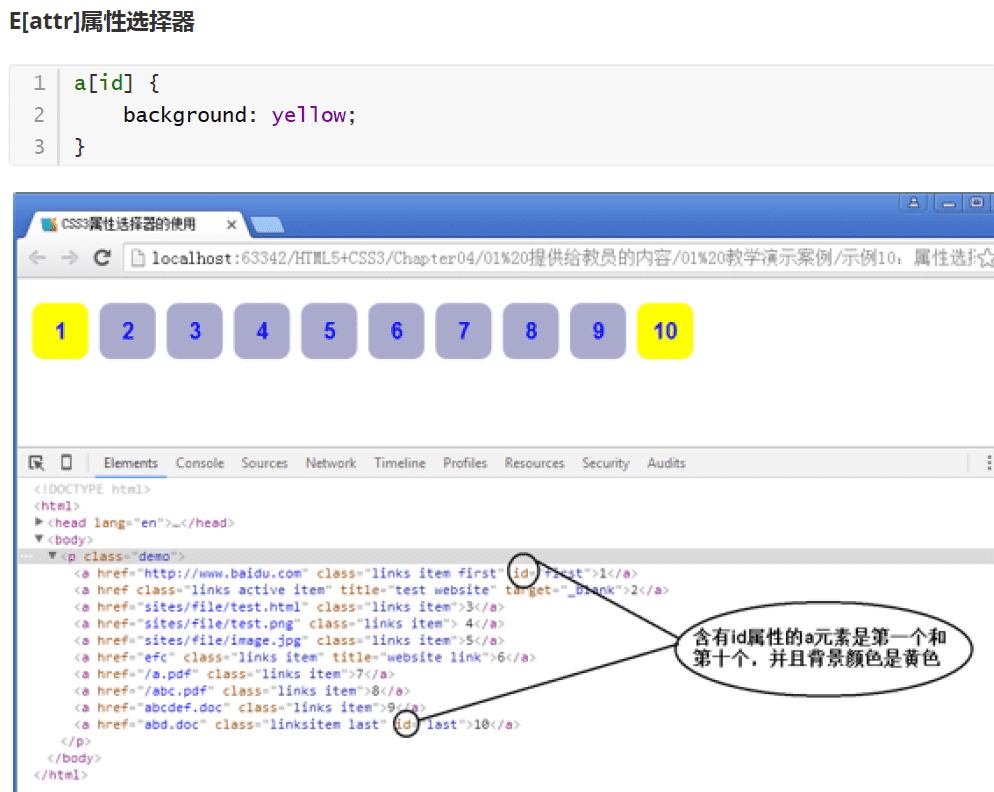 E[attr]属性选择器
1 a[id] {
2 background: yellow;
3 }
CSS3属性选择器的使用
localhost:63342/HTML5+CSS3/Chapter04/01%20提供给教员的内容/01%20教学演示案例/示例10：属性选择
1 2 3 4 5 6 7 8 9 10
Elements Console Sources Network Timeline Profiles Resources Security Audits
<!DOCTYPE html>
<html>
<head lang="en">…</head>
<body>
<p class="demo">
<a href="http://www.baidu.com" class="links item first" id="first">1</a>
<a href class="links active item" title="test website" target="_blank">2</a>
<a href="sites/file/test.html" class="links item">3</a>
<a href="sites/file/test.png" class="links item"> 4</a>
<a href="sites/file/image.jpg" class="links item">5</a>
<a href="efc" class="links item" title="website link">6</a>
<a href="/a.pdf" class="links item">7</a>
<a href="/abc.pdf" class="links item">8</a>
<a href="abcdef.doc" class="links item">9</a>
<a href="abd.doc" class="linksitem last" id="last">10</a>
</p>
</body>
</html>
含有id属性的a元素是第一个和
第十个，并且背景颜色是黄色